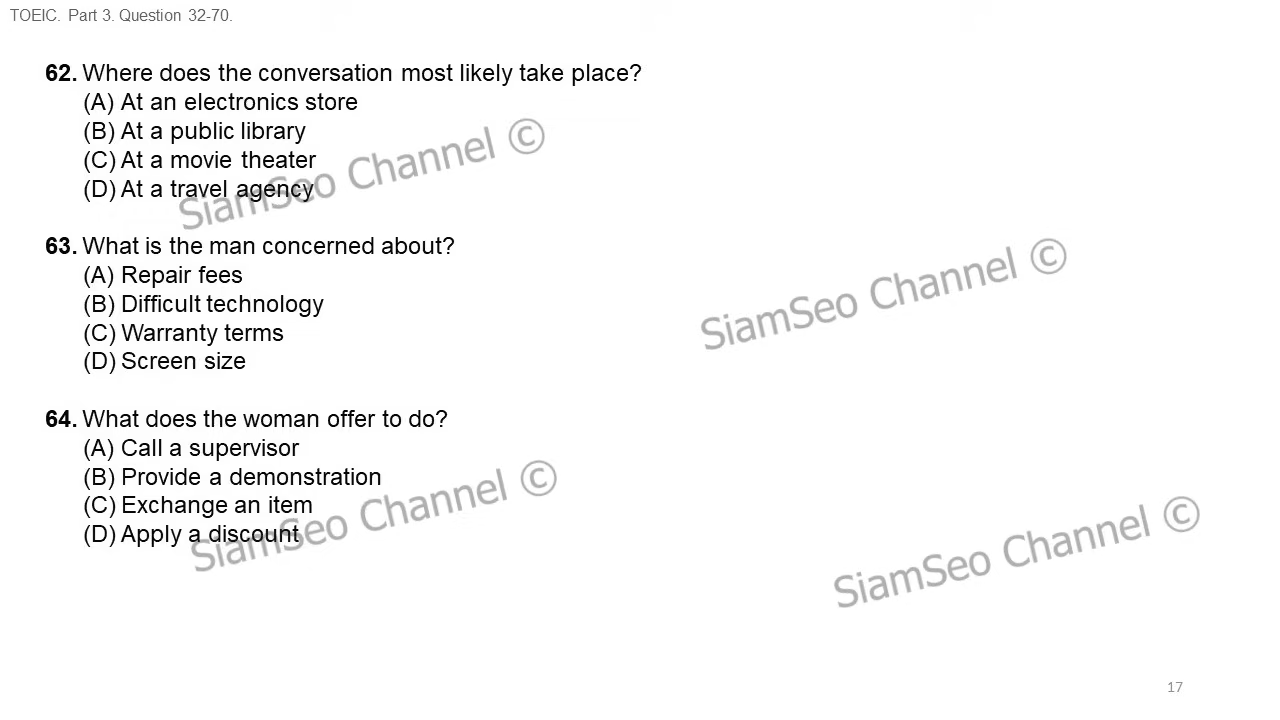 TOEIC. Part 3. Question 32-70.
62. Where does the conversation most likely take place?
(A) At an electronics store
(B) At a public library
(C) At a movie theater
(D) At a travel agency
SiamSeo Channel ©
63. What is the man concerned about?
(A) Repair fees
(B) Difficult technology
(C) Warranty terms
(D) Screen size
SiamSeo Channel ©
64. What does the woman offer to do?
(A) Call a supervisor
(B) Provide a demonstration
(C) Exchange an item
(D) Apply a discount
SiamSeo Channel ©
SiamSeo Channel ©
17